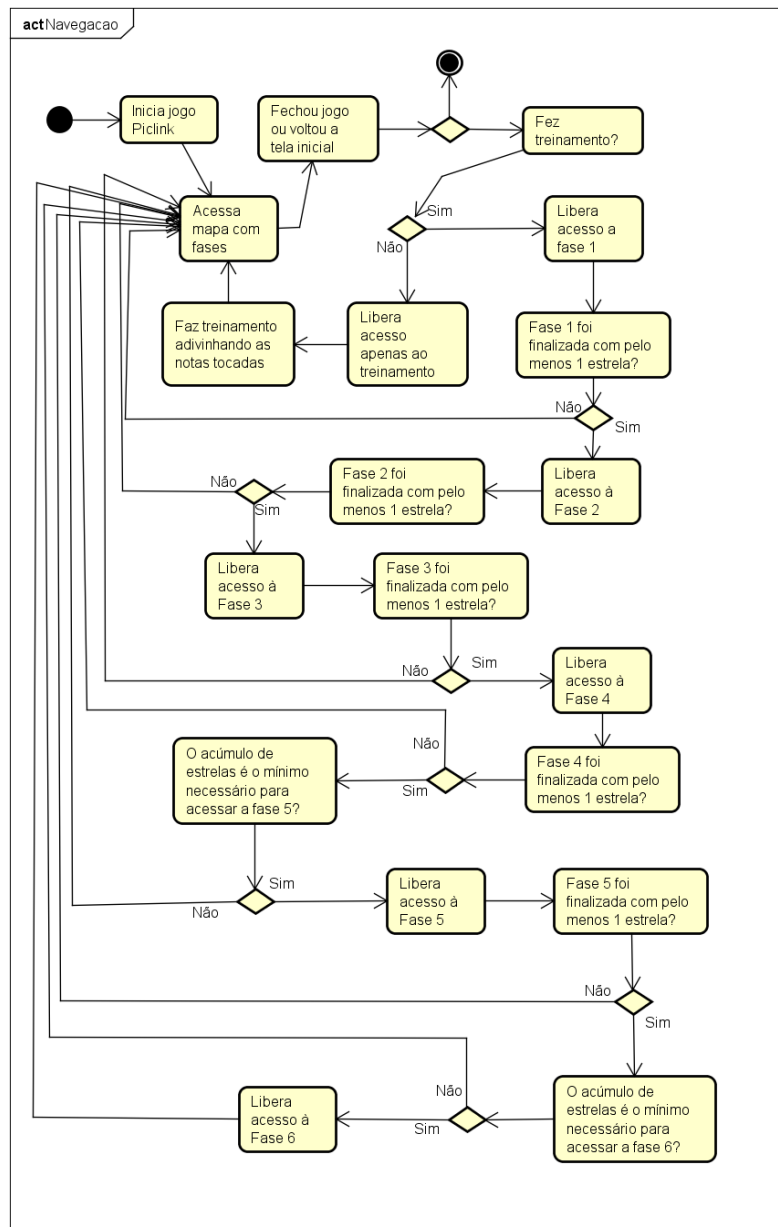 act Navegacao
Inicia jogo
Piclink
Fechou jogo
ou voltou a
tela inicial
Fez
treinamento?
Acessa
mapa com
fases
Sim
Não
Libera
acesso a
fase 1
Faz treinamento
adivinhando as
notas tocadas
Libera
acesso
apenas ao
treinamento
Fase 1 foi
finalizada com pelo
menos 1 estrela?
Não
Sim
Libera
acesso à
Fase 2
Fase 2 foi
finalizada com pelo
menos 1 estrela?
Não
Sim
Libera
acesso à
Fase 3
Fase 3 foi
finalizada com pelo
menos 1 estrela?
Não
Sim
Libera
acesso à
Fase 4
Fase 4 foi
finalizada com pelo
menos 1 estrela?
Não
Sim
O acúmulo de
estrelas é o mínimo
necessário para
acessar a fase 5?
Sim
Não
Libera
acesso à
Fase 5
Fase 5 foi
finalizada com pelo
menos 1 estrela?
Não
Sim
O acúmulo de
estrelas é o mínimo
necessário para
acessar a fase 6?
Não
Sim
Libera
acesso à
Fase 6